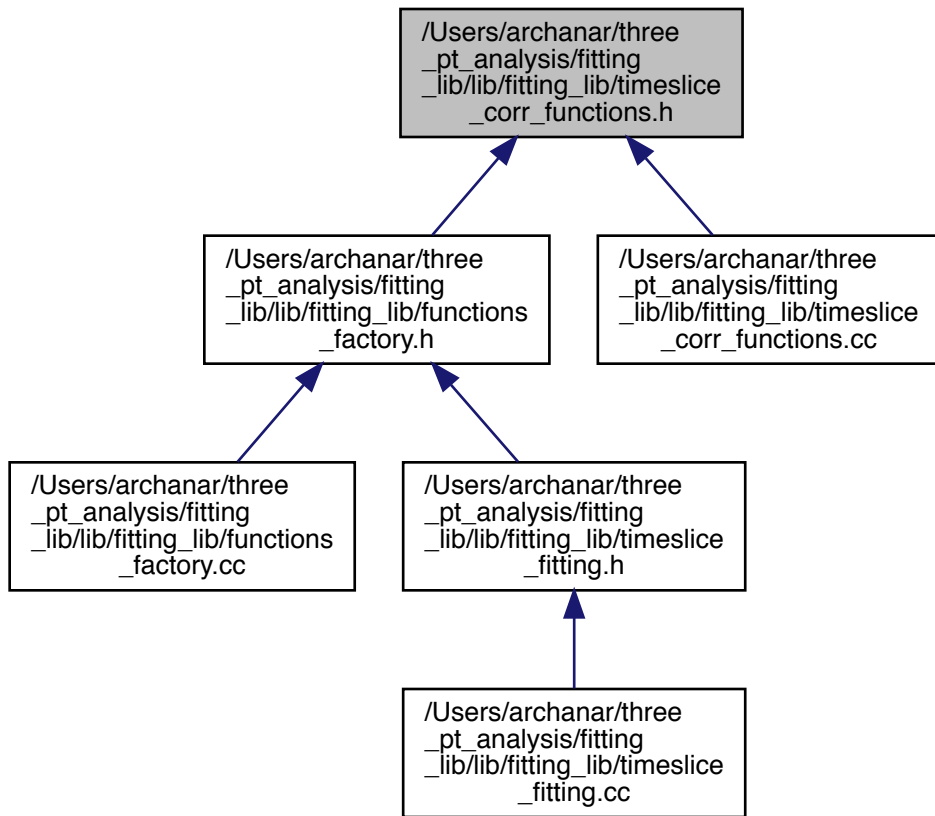 /Users/archanar/three
_pt_analysis/fitting
_lib/lib/fitting_lib/timeslice
_corr_functions.h
/Users/archanar/three
_pt_analysis/fitting
_lib/lib/fitting_lib/functions
_factory.h
/Users/archanar/three
_pt_analysis/fitting
_lib/lib/fitting_lib/timeslice
_corr_functions.cc
/Users/archanar/three
_pt_analysis/fitting
_lib/lib/fitting_lib/functions
_factory.cc
/Users/archanar/three
_pt_analysis/fitting
_lib/lib/fitting_lib/timeslice
_fitting.h
/Users/archanar/three
_pt_analysis/fitting
_lib/lib/fitting_lib/timeslice
_fitting.cc